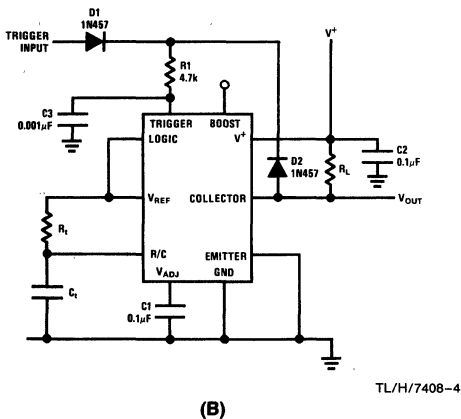 D1
1N457
TRIGGER
INPUT
V+
R1
4.7k
C3
0.001μF
TRIGGER
BOOST
LOGIC
V+
C2
0.1μF
D2
1N457
RL
VREF
COLLECTOR
VOUT
Rt
R/C
EMITTER
VADJ
GND
Ct
C1
0.1μF
TL/H/7408-4
(B)